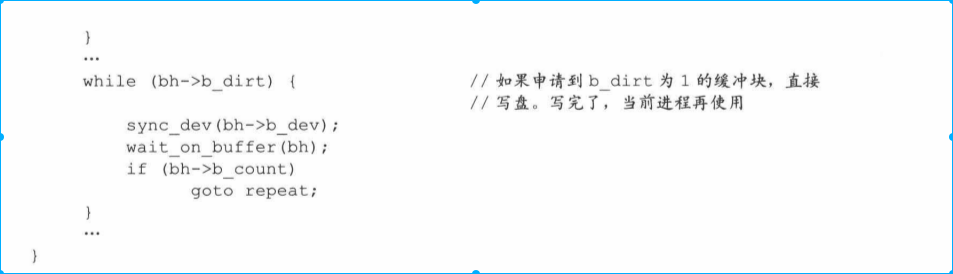 }
…
while (bh->b_dirt) { // 如果申请到 b_dirt 为 1 的缓冲块，直接
// 写盘。写完了，当前进程再使用
sync_dev(bh->b_dev);
wait_on_buffer(bh);
if (bh->b_count)
goto repeat;
}
…
}